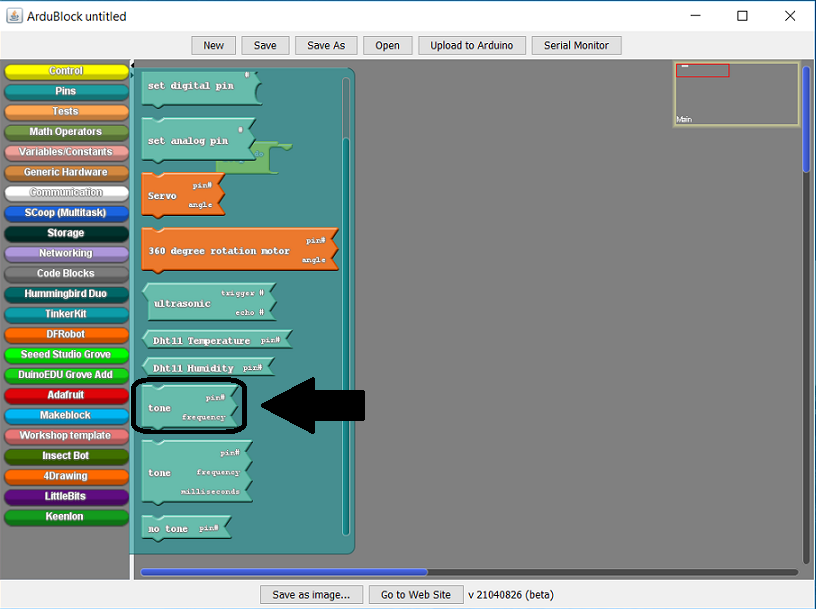 ArduBlock untitled
New
Save
Save As
Open
Upload to Arduino
Serial Monitor
Control
Pins
Tests
Math Operators
Variables/Constants
Generic Hardware
Communication
SCoop (Multitask)
Storage
Networking
Code Blocks
Hummingbird Duo
TinkerKit
DFRobot
Seeed Studio Grove
DuinoEDU Grove Add
Adafruit
Makeblock
Workshop template
Insect Bot
4Drawing
LittleBits
Keenlon
set digital pin #
set analog pin #
Servo
pin#
angle
360 degree rotation motor
pin#
angle
ultrasonic
trigger #
echo #
Dht11 Temperature pin#
Dht11 Humidity pin#
tone
pin#
frequency
tone
pin#
frequency
milliseconds
no tone pin#
Main
Save as image...
Go to Web Site
v 21040826 (beta)